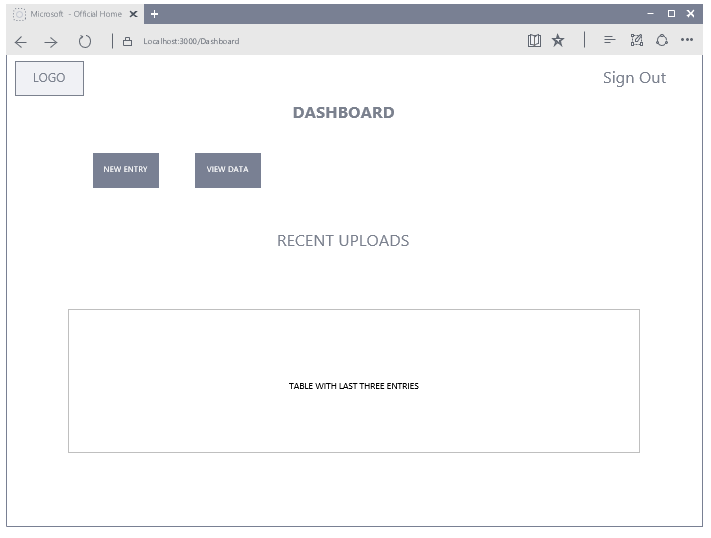 Microsoft - Official Home
Localhost:3000/Dashboard
LOGO
Sign Out
DASHBOARD
NEW ENTRY
VIEW DATA
RECENT UPLOADS
TABLE WITH LAST THREE ENTRIES